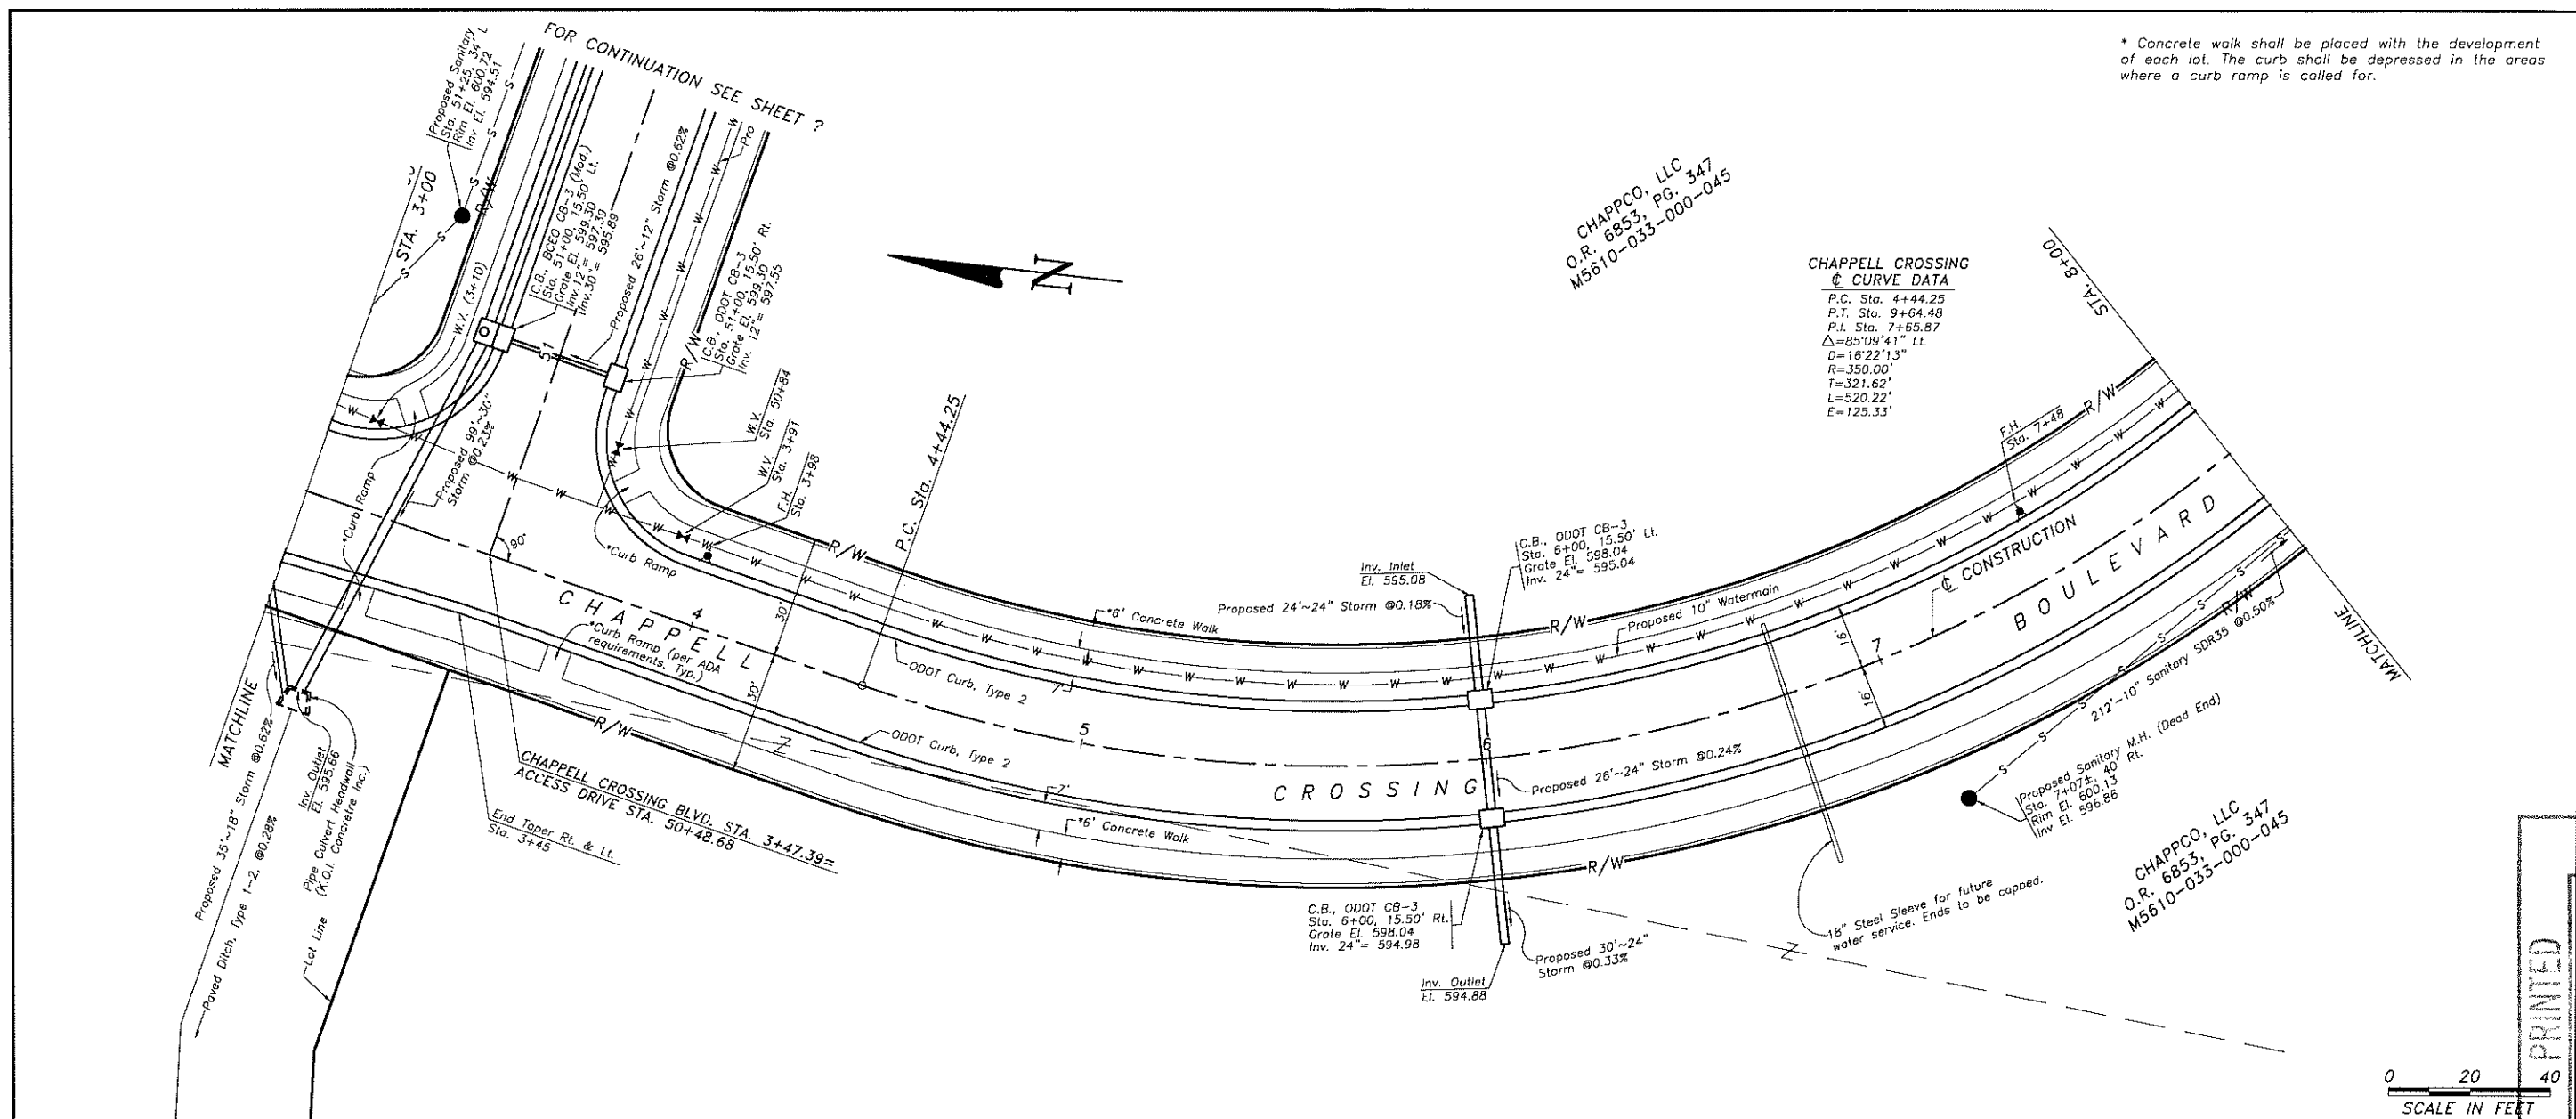 * Concrete walk shall be placed with the development
of each lot. The curb shall be depressed in the areas
where a curb ramp is called for.
FOR CONTINUATION SEE SHEET ?
Proposed Sanitary
Sta. 51+25, 34' L
Rim El. 600.72
Inv El. 594.51
STA. 3+00
R/W
W.V. (3+10)
C.B., BCEO CB-3 (Mod.)
Sta. 51+00, 15.50' Lt.
Grate El. 599.30
Inv. 12"= 597.39
Inv. 30"= 595.89
Proposed 26'~12" Storm @0.62%
Pro
C.B., ODOT CB-3
Sta. 51+00, 15.50' Rt.
Grate El. 599.30
Inv. 12"= 597.55
R/W
51
W.V.
Sta. 50+84
W.V.
Sta. 3+91
F.H.
Sta. 3+98
P.C. Sta. 4+44.25
N
CHAPPCO, LLC
O.R. 6853, PG. 347
M5610-033-000-045
CHAPPELL CROSSING
℄ CURVE DATA
P.C. Sta. 4+44.25
P.T. Sta. 9+64.48
P.I. Sta. 7+65.87
△=85°09'41" Lt.
D=16°22'13"
R=350.00'
T=321.62'
L=520.22'
E=125.33'
STA. 8+00
R/W
F.H.
Sta. 7+48
*Curb Ramp
Proposed 99'~30"
Storm @0.23%
90°
*Curb Ramp
R/W
30'
30'
CHAPPELL
4
*Curb Ramp (per ADA
requirements, Typ.)
ODOT Curb, Type 2
7'
*6' Concrete Walk
Inv. Inlet
El. 595.08
Proposed 24'~24" Storm @0.18%
C.B., ODOT CB-3
Sta. 6+00, 15.50' Lt.
Grate El. 598.04
Inv. 24"= 595.04
R/W
Proposed 10" Watermain
℄ CONSTRUCTION
BOULEVARD
16'
16'
7
R/W
212'-10" Sanitary SDR35 @0.50%
MATCHLINE
MATCHLINE
Proposed 35'~18" Storm @0.62%
Paved Ditch, Type 1-2, @0.28%
Inv. Outlet
El. 595.66
Pipe Culvert Headwall
(K.O.I. Concretre Inc.)
Lot Line
R/W
CHAPPELL CROSSING BLVD. STA. 3+47.39=
ACCESS DRIVE STA. 50+48.68
End Taper Rt. & Lt.
Sta. 3+45
ODOT Curb, Type 2
5
6
CROSSING
Proposed 26'~24" Storm @0.24%
7'
*6' Concrete Walk
R/W
C.B., ODOT CB-3
Sta. 6+00, 15.50' Rt.
Grate El. 598.04
Inv. 24"= 594.98
Inv. Outlet
El. 594.88
Proposed 30'~24"
Storm @0.33%
18" Steel Sleeve for future
water service. Ends to be capped.
Proposed Sanitary M.H. (Dead End)
Sta. 7+07±, 40' Rt.
Rim El. 600.13
Inv El. 596.86
CHAPPCO, LLC
O.R. 6853, PG. 347
M5610-033-000-045
PRINTED
0 20 40
SCALE IN FEET